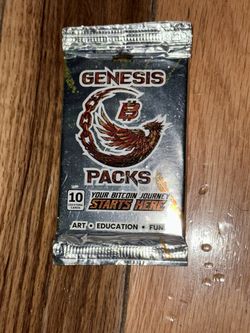 GENESIS
B
PACKS
10
YOUR BITCOIN JOURNEY
STARTS HERE
ART • EDUCATION • FUN